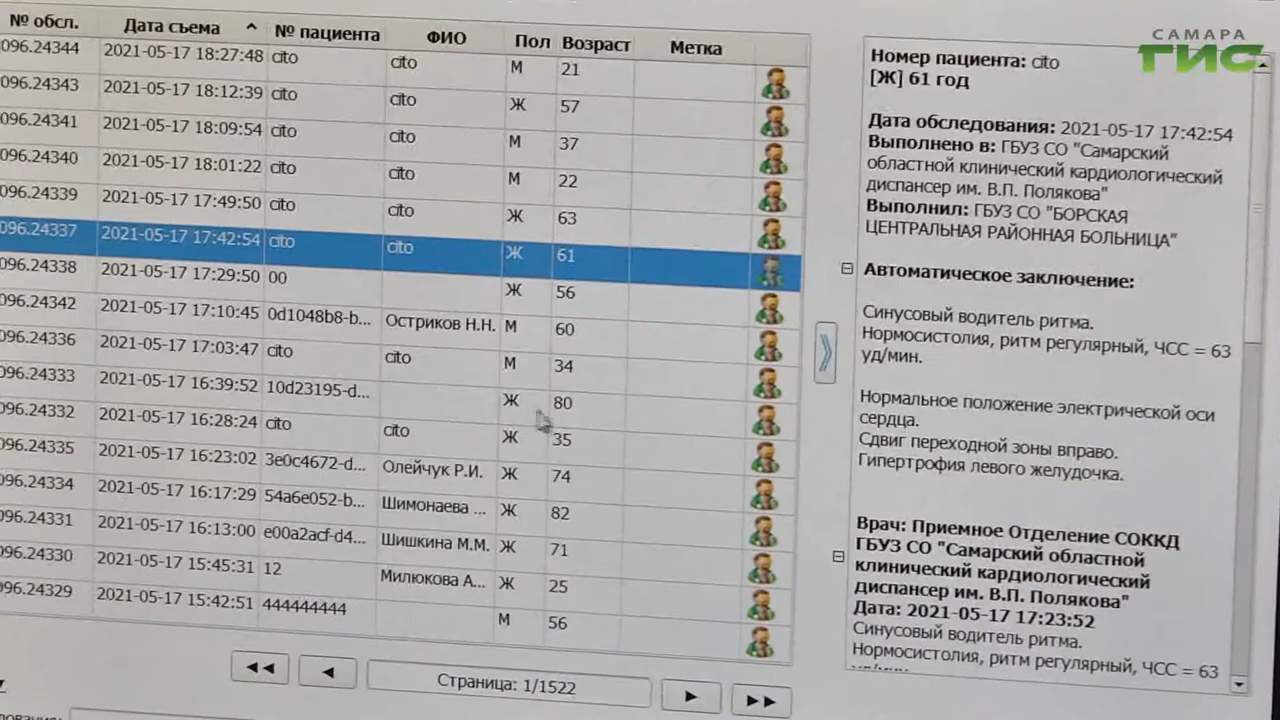 САМАРА
ГИС
№ обсл. Дата съема № пациента ФИО Пол Возраст Метка
096.24344 2021-05-17 18:27:48 cito cito М 21
096.24343 2021-05-17 18:12:39 cito cito Ж 57
096.24341 2021-05-17 18:09:54 cito cito М 37
096.24340 2021-05-17 18:01:22 cito cito М 22
096.24339 2021-05-17 17:49:50 cito cito Ж 63
096.24337 2021-05-17 17:42:54 cito cito Ж 61
096.24338 2021-05-17 17:29:50 00 Ж 56
096.24342 2021-05-17 17:10:45 0d1048b8-b... Остриков Н.Н. М 60
096.24336 2021-05-17 17:03:47 cito cito М 34
096.24333 2021-05-17 16:39:52 10d23195-d... Ж 80
096.24332 2021-05-17 16:28:24 cito cito Ж 35
096.24335 2021-05-17 16:23:02 3e0c4672-d... Олейчук Р.И. Ж 74
096.24334 2021-05-17 16:17:29 54a6e052-b... Шимонаева ... Ж 82
096.24331 2021-05-17 16:13:00 e00a2acf-d4... Шишкина М.М. Ж 71
096.24330 2021-05-17 15:45:31 12 Милюкова А... Ж 25
096.24329 2021-05-17 15:42:51 444444444 М 56
Страница: 1/1522
Номер пациента: cito
[Ж] 61 год
Дата обследования: 2021-05-17 17:42:54
Выполнено в: ГБУЗ СО "Самарский
областной клинический кардиологический
диспансер им. В.П. Полякова"
Выполнил: ГБУЗ СО "БОРСКАЯ
ЦЕНТРАЛЬНАЯ РАЙОННАЯ БОЛЬНИЦА"
Автоматическое заключение:
Синусовый водитель ритма.
Нормосистолия, ритм регулярный, ЧСС = 63
уд/мин.
Нормальное положение электрической оси
сердца.
Сдвиг переходной зоны вправо.
Гипертрофия левого желудочка.
Врач: Приемное Отделение СОККД
ГБУЗ СО "Самарский областной
клинический кардиологический
диспансер им. В.П. Полякова"
Дата: 2021-05-17 17:23:52
Синусовый водитель ритма.
Нормосистолия, ритм регулярный, ЧСС = 63